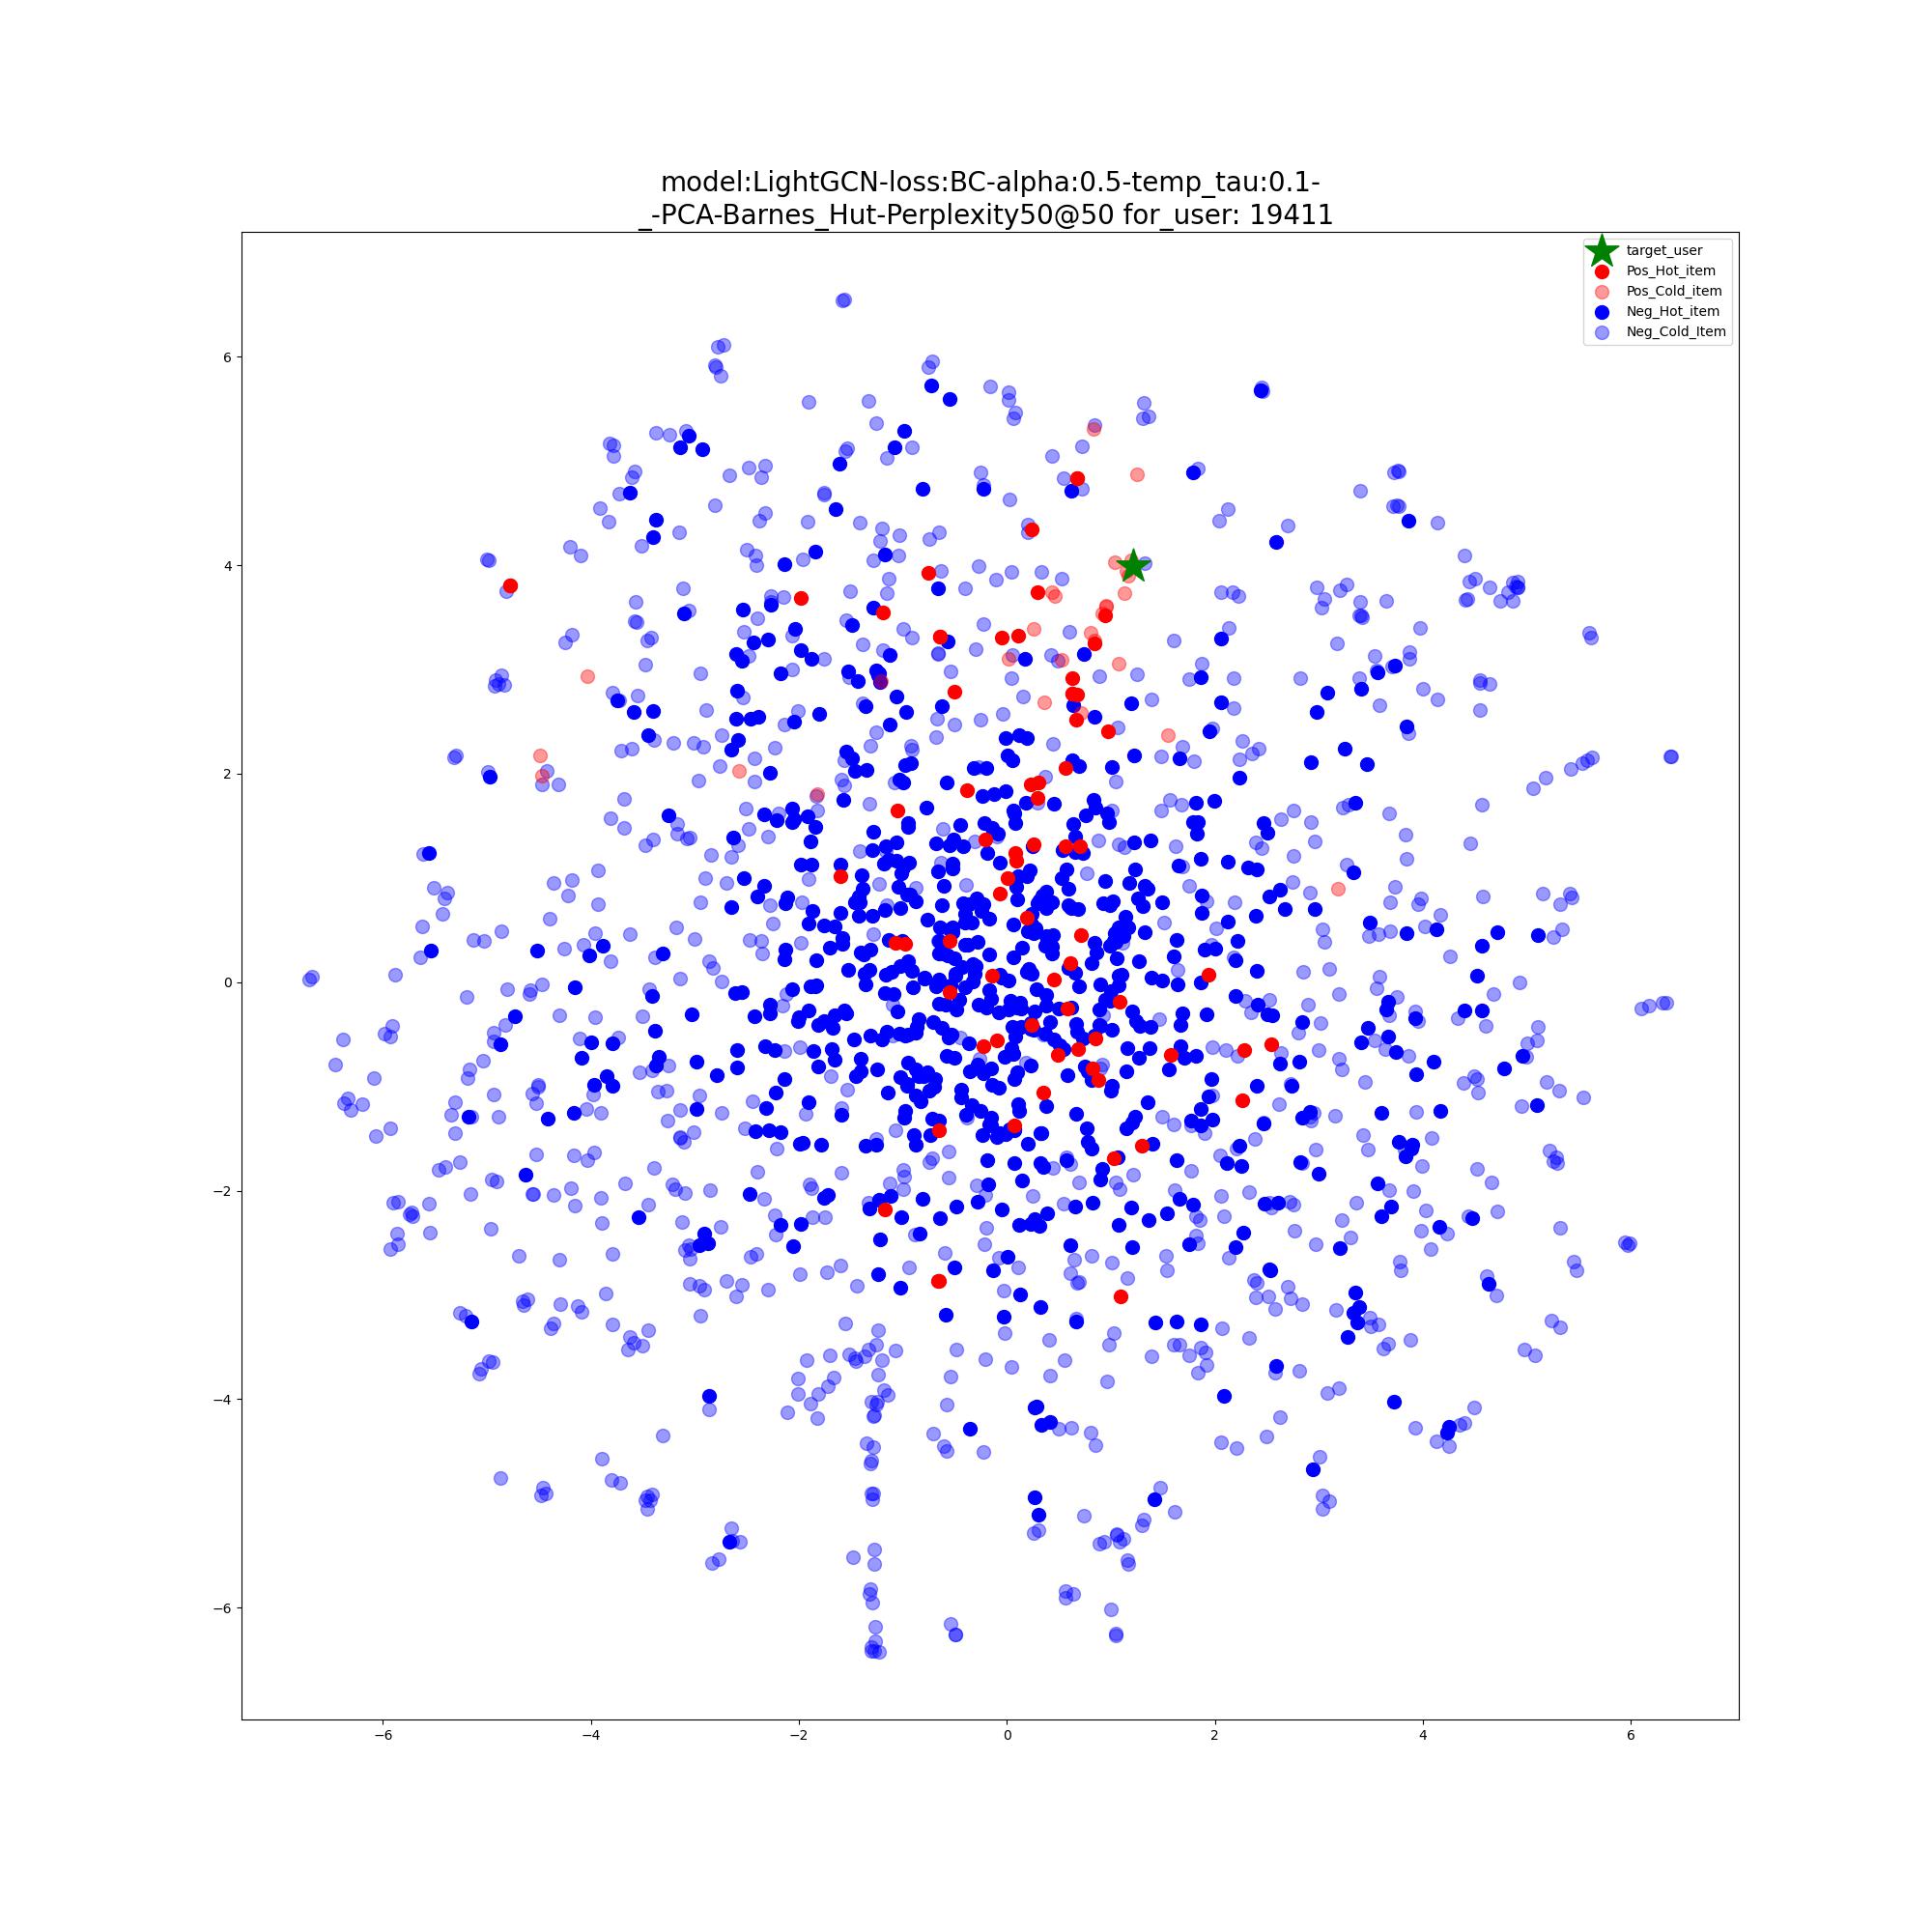 model:LightGCN-loss:BC-alpha:0.5-temp_tau:0.1-
_-PCA-Barnes_Hut-Perplexity50@50 for_user: 19411
target_user
Pos_Hot_item
Pos_Cold_item
Neg_Hot_item
Neg_Cold_Item
6
4
2
0
−2
−4
−6
−6 −4 −2 0 2 4 6